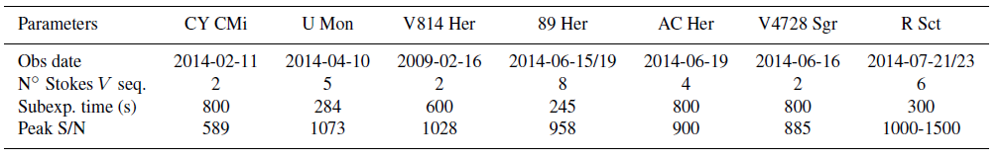 Parameters CY CMi U Mon V814 Her 89 Her AC Her V4728 Sgr R Sct
Obs date 2014-02-11 2014-04-10 2009-02-16 2014-06-15/19 2014-06-19 2014-06-16 2014-07-21/23
N° Stokes V seq. 2 5 2 8 4 2 6
Subexp. time (s) 800 284 600 245 800 800 300
Peak S/N 589 1073 1028 958 900 885 1000-1500